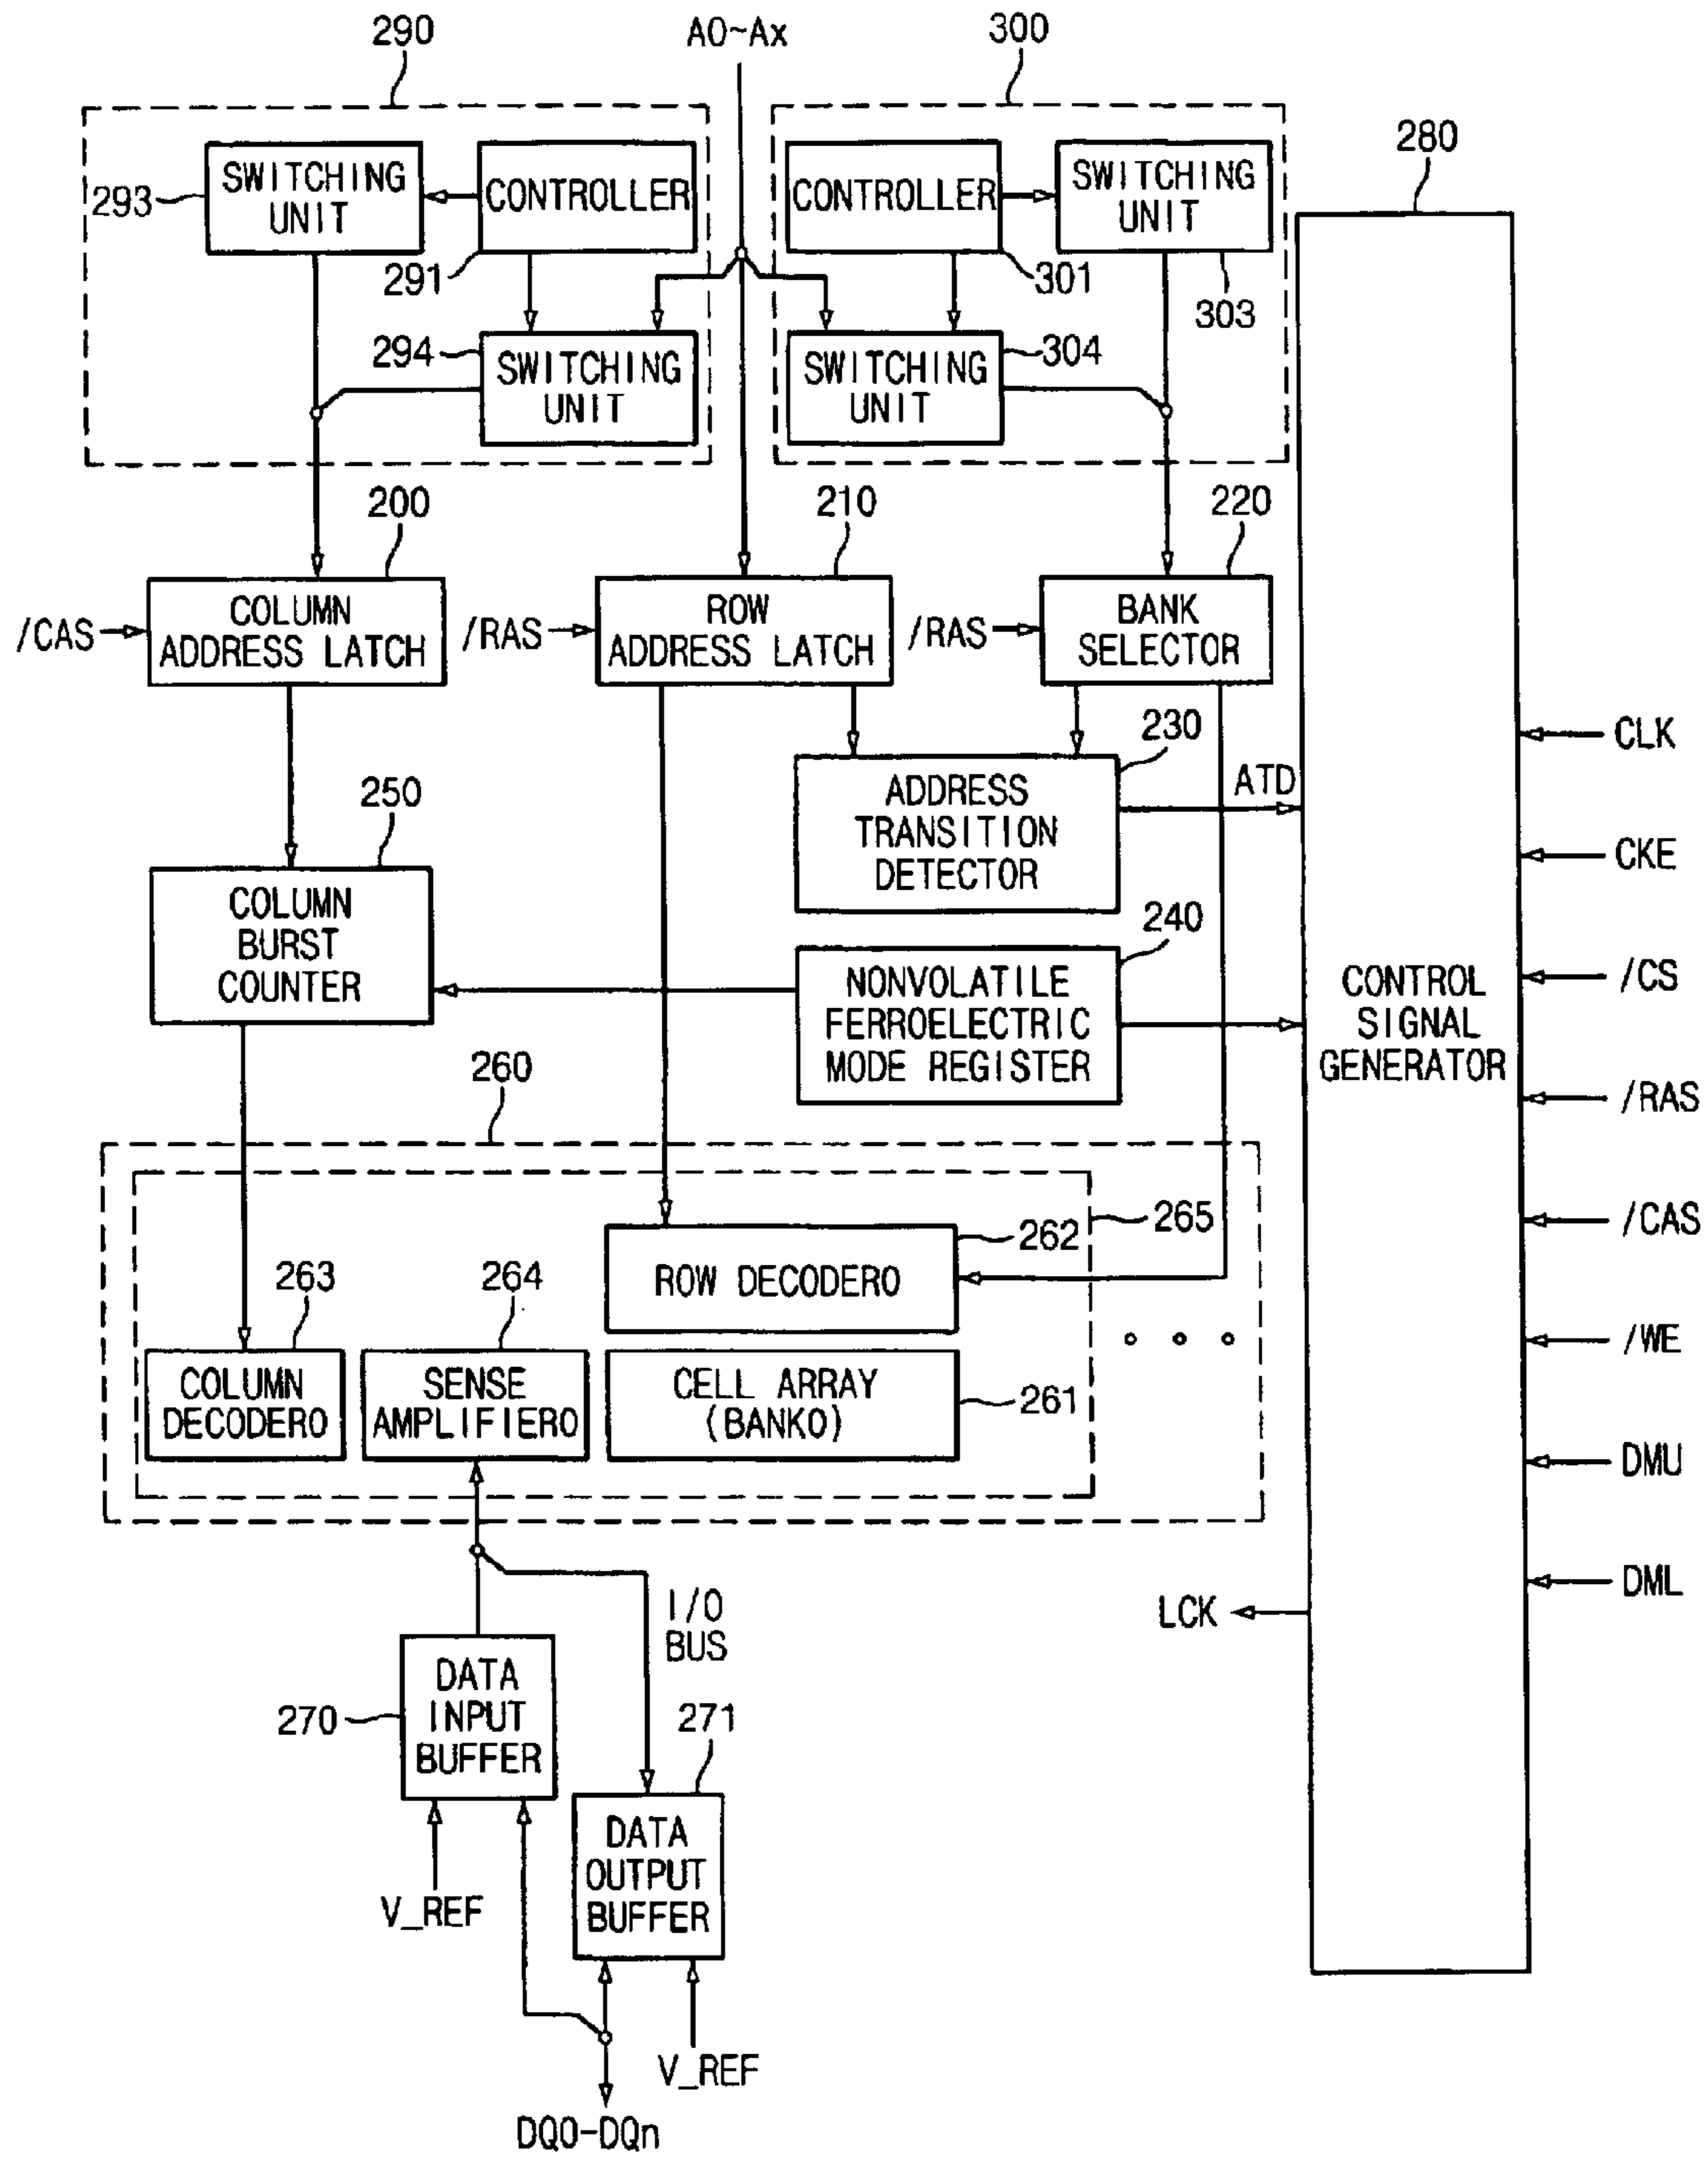 290
A0~Ax
300
280
SWITCHING
UNIT
CONTROLLER
CONTROLLER
SWITCHING
UNIT
293
291
301
303
294
SWITCHING
UNIT
SWITCHING
UNIT
304
200
210
220
/CAS
COLUMN
ADDRESS LATCH
/RAS
ROW
ADDRESS LATCH
/RAS
BANK
SELECTOR
230
CLK
250
ADDRESS
TRANSITION
DETECTOR
ATD
CKE
COLUMN
BURST
COUNTER
240
NONVOLATILE
FERROELECTRIC
MODE REGISTER
CONTROL
SIGNAL
GENERATOR
/CS
/RAS
260
265
/CAS
262
ROW DECODER0
263
264
/WE
COLUMN
DECODER0
SENSE
AMPLIFIER0
CELL ARRAY
(BANK0)
261
DMU
DML
LCK
I/O
BUS
270
DATA
INPUT
BUFFER
271
DATA
OUTPUT
BUFFER
V_REF
V_REF
DQ0-DQn